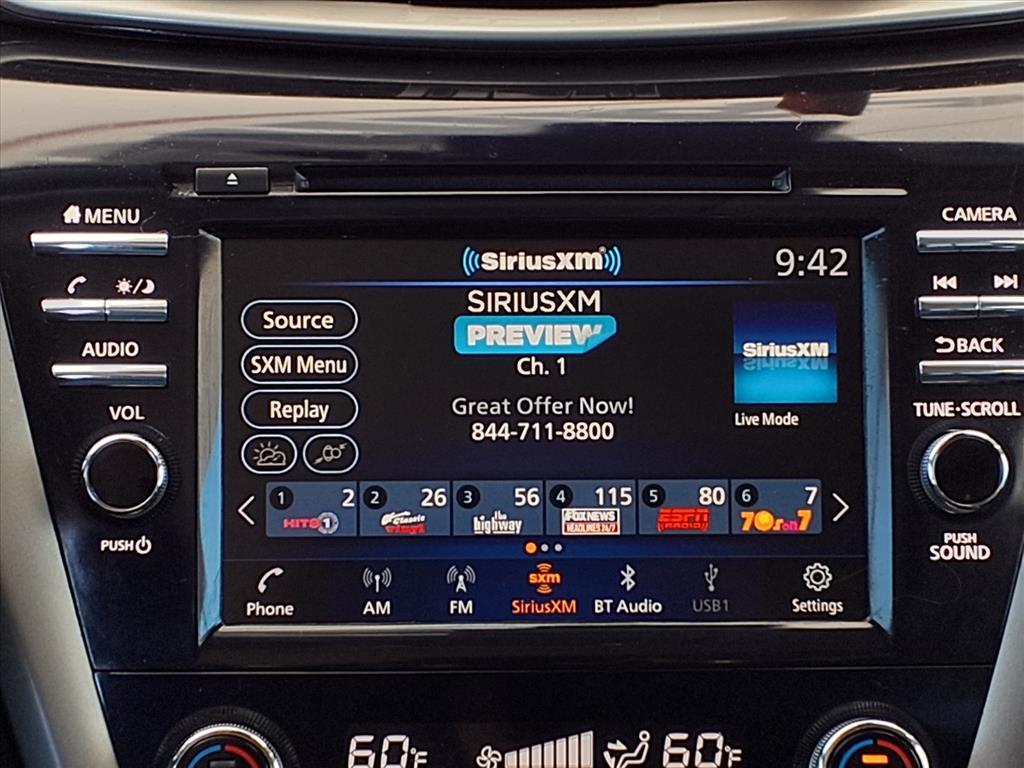 MENU
CAMERA
AUDIO
BACK
VOL
TUNE·SCROLL
PUSH
PUSH
SOUND
SiriusXM
9:42
Source
SXM Menu
Replay
SIRIUSXM
PREVIEW
Ch. 1
Great Offer Now!
844-711-8800
SiriusXM
Live Mode
1 2
HITS 1
2 26
Classic
vinyl
3 56
the
highway
4 115
FOX NEWS
HEADLINES 24/7
5 80
ESPN
RADIO
6 7
70s on 7
Phone
AM
FM
sxm
SiriusXM
BT Audio
USB1
Settings
60°F
60°F